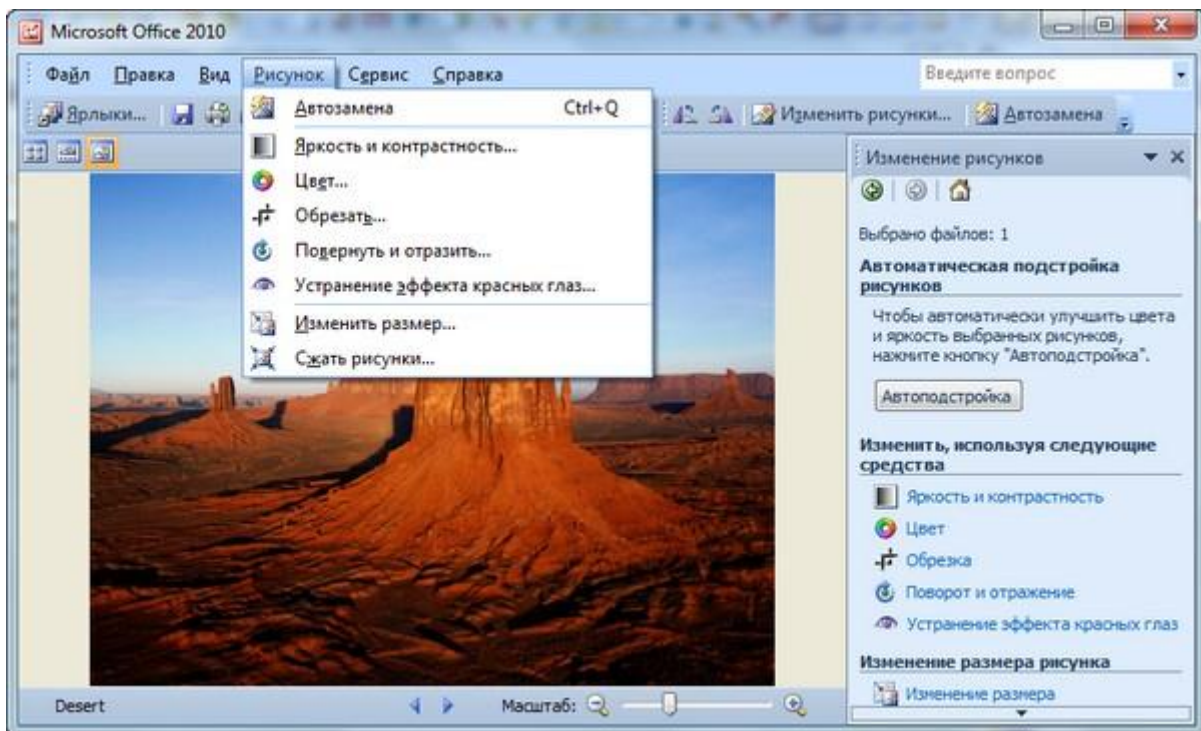 Microsoft Office 2010
Файл Правка Вид Рисунок Сервис Справка Введите вопрос
Ярлыки... Изменить рисунки... Автозамена
Автозамена Ctrl+Q
Яркость и контрастность...
Цвет...
Обрезать...
Повернуть и отразить...
Устранение эффекта красных глаз...
Изменить размер...
Сжать рисунки...
Изменение рисунков
Выбрано файлов: 1
Автоматическая подстройка
рисунков
Чтобы автоматически улучшить цвета
и яркость выбранных рисунков,
нажмите кнопку "Автоподстройка".
Автоподстройка
Изменить, используя следующие
средства
Яркость и контрастность
Цвет
Обрезка
Поворот и отражение
Устранение эффекта красных глаз
Изменение размера рисунка
Изменение размера
Desert Масштаб: